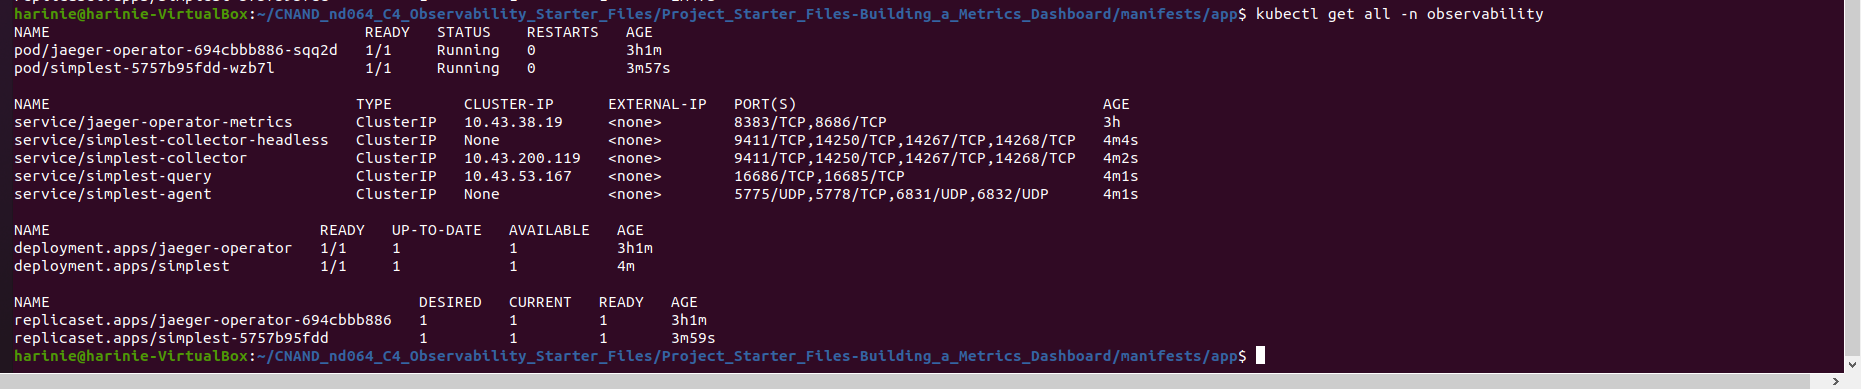 harinie@harinie-VirtualBox:~/CNAND_nd064_C4_Observability_Starter_Files/Project_Starter_Files-Building_a_Metrics_Dashboard/manifests/app$ kubectl get all -n observability
NAME                                   READY   STATUS    RESTARTS   AGE
pod/jaeger-operator-694cbbb886-sqq2d   1/1     Running   0          3h1m
pod/simplest-5757b95fdd-wzb7l          1/1     Running   0          3m57s

NAME                                  TYPE        CLUSTER-IP      EXTERNAL-IP   PORT(S)                                  AGE
service/jaeger-operator-metrics       ClusterIP   10.43.38.19     <none>        8383/TCP,8686/TCP                        3h
service/simplest-collector-headless   ClusterIP   None            <none>        9411/TCP,14250/TCP,14267/TCP,14268/TCP   4m4s
service/simplest-collector            ClusterIP   10.43.200.119   <none>        9411/TCP,14250/TCP,14267/TCP,14268/TCP   4m2s
service/simplest-query                ClusterIP   10.43.53.167    <none>        16686/TCP,16685/TCP                      4m1s
service/simplest-agent                ClusterIP   None            <none>        5775/UDP,5778/TCP,6831/UDP,6832/UDP      4m1s

NAME                              READY   UP-TO-DATE   AVAILABLE   AGE
deployment.apps/jaeger-operator   1/1     1            1           3h1m
deployment.apps/simplest          1/1     1            1           4m

NAME                                         DESIRED   CURRENT   READY   AGE
replicaset.apps/jaeger-operator-694cbbb886   1         1         1       3h1m
replicaset.apps/simplest-5757b95fdd          1         1         1       3m59s
harinie@harinie-VirtualBox:~/CNAND_nd064_C4_Observability_Starter_Files/Project_Starter_Files-Building_a_Metrics_Dashboard/manifests/app$